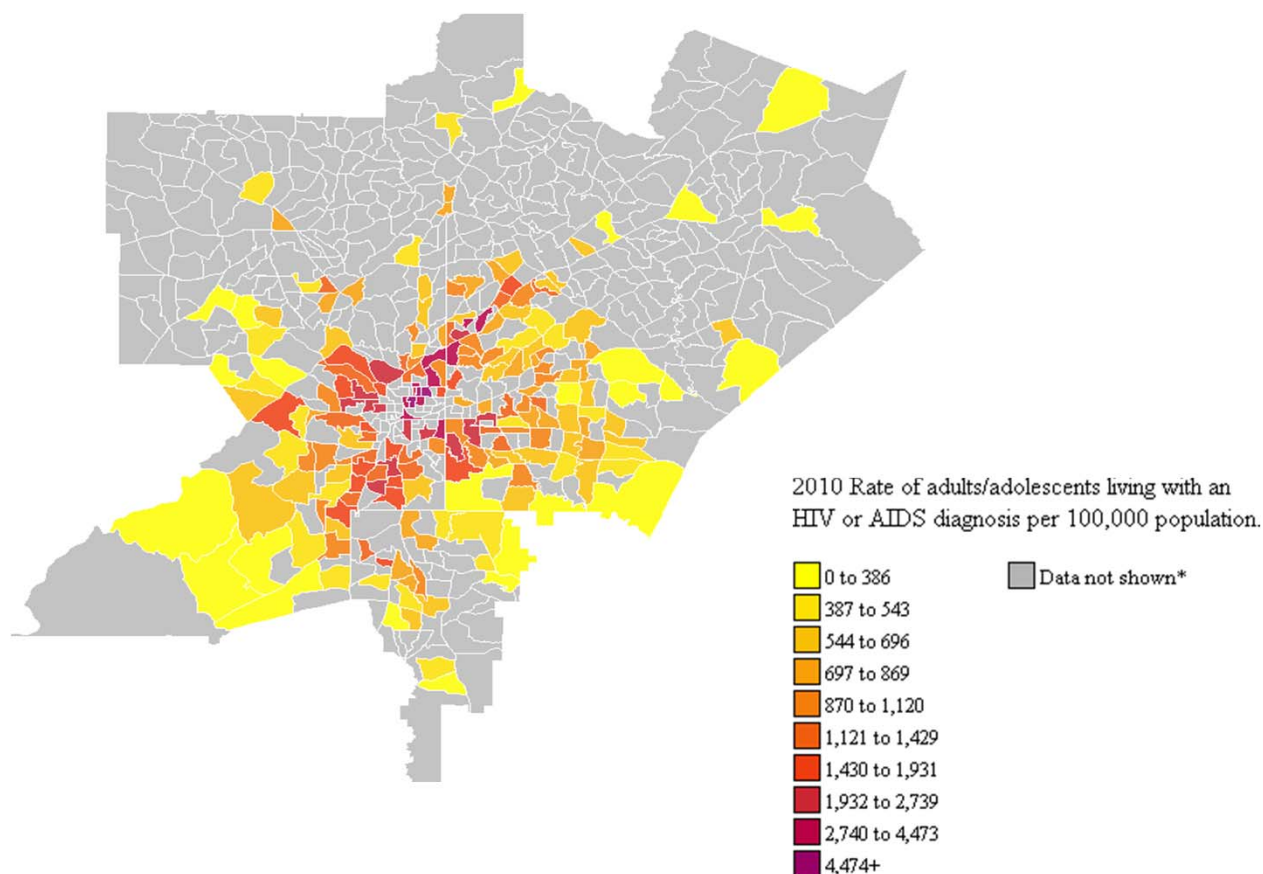 2010 Rate of adults/adolescents living with an
HIV or AIDS diagnosis per 100,000 population.
0 to 386
Data not shown*
387 to 543
544 to 696
697 to 869
870 to 1,120
1,121 to 1,429
1,430 to 1,931
1,932 to 2,739
2,740 to 4,473
4,474+